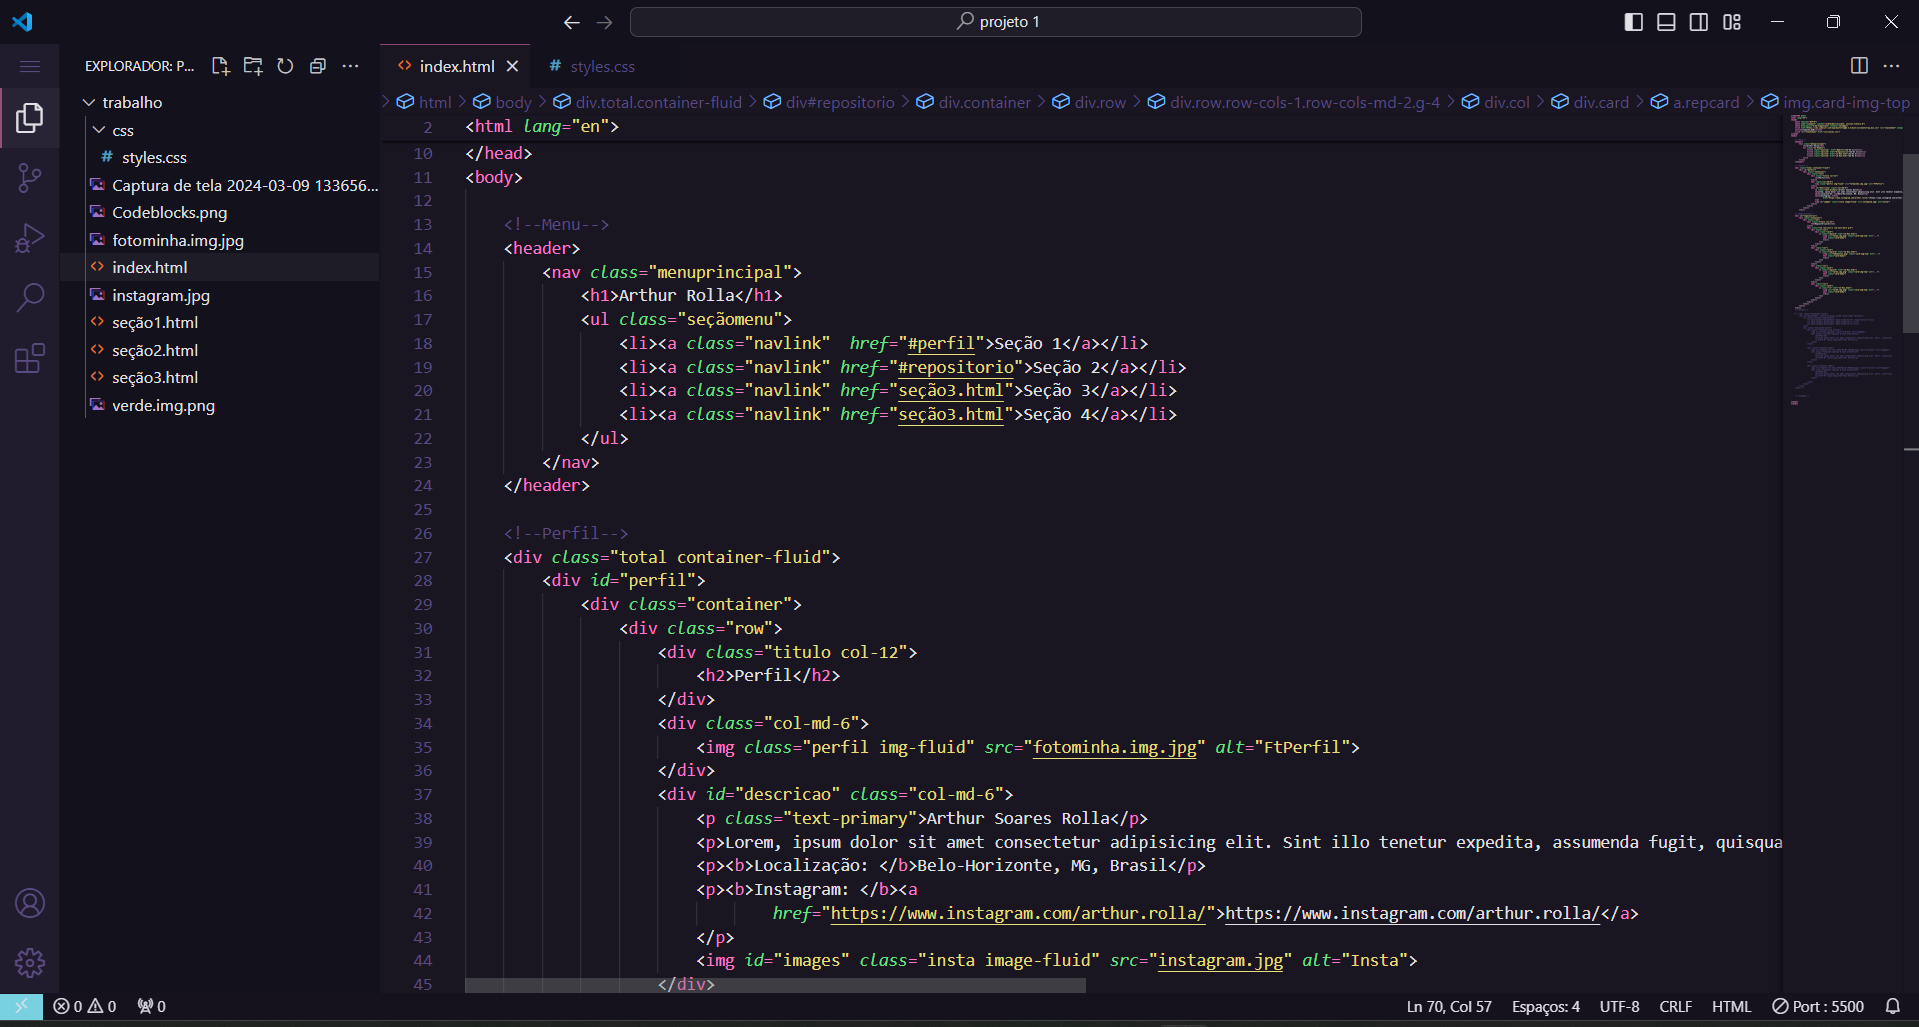 projeto 1
EXPLORADOR: P...
trabalho
css
# styles.css
Captura de tela 2024-03-09 133656...
Codeblocks.png
fotominha.img.jpg
index.html
instagram.jpg
seção1.html
seção2.html
seção3.html
verde.img.png
index.html
# styles.css
html > body > div.total.container-fluid > div#repositorio > div.container > div.row > div.row.row-cols-1.row-cols-md-2.g-4 > div.col > div.card > a.repcard > img.card-img-top
2 <html lang="en">
10 </head>
11 <body>
12
13 <!--Menu-->
14 <header>
15 <nav class="menuprincipal">
16 <h1>Arthur Rolla</h1>
17 <ul class="seçãomenu">
18 <li><a class="navlink"  href="#perfil">Seção 1</a></li>
19 <li><a class="navlink" href="#repositorio">Seção 2</a></li>
20 <li><a class="navlink" href="seção3.html">Seção 3</a></li>
21 <li><a class="navlink" href="seção3.html">Seção 4</a></li>
22 </ul>
23 </nav>
24 </header>
25
26 <!--Perfil-->
27 <div class="total container-fluid">
28 <div id="perfil">
29 <div class="container">
30 <div class="row">
31 <div class="titulo col-12">
32 <h2>Perfil</h2>
33 </div>
34 <div class="col-md-6">
35 <img class="perfil img-fluid" src="fotominha.img.jpg" alt="FtPerfil">
36 </div>
37 <div id="descricao" class="col-md-6">
38 <p class="text-primary">Arthur Soares Rolla</p>
39 <p>Lorem, ipsum dolor sit amet consectetur adipisicing elit. Sint illo tenetur expedita, assumenda fugit, quisqua
40 <p><b>Localização: </b>Belo-Horizonte, MG, Brasil</p>
41 <p><b>Instagram: </b><a
42 href="https://www.instagram.com/arthur.rolla/">https://www.instagram.com/arthur.rolla/</a>
43 </p>
44 <img id="images" class="insta image-fluid" src="instagram.jpg" alt="Insta">
45 </div>
0 0 0
Ln 70, Col 57 Espaços: 4 UTF-8 CRLF HTML Port : 5500